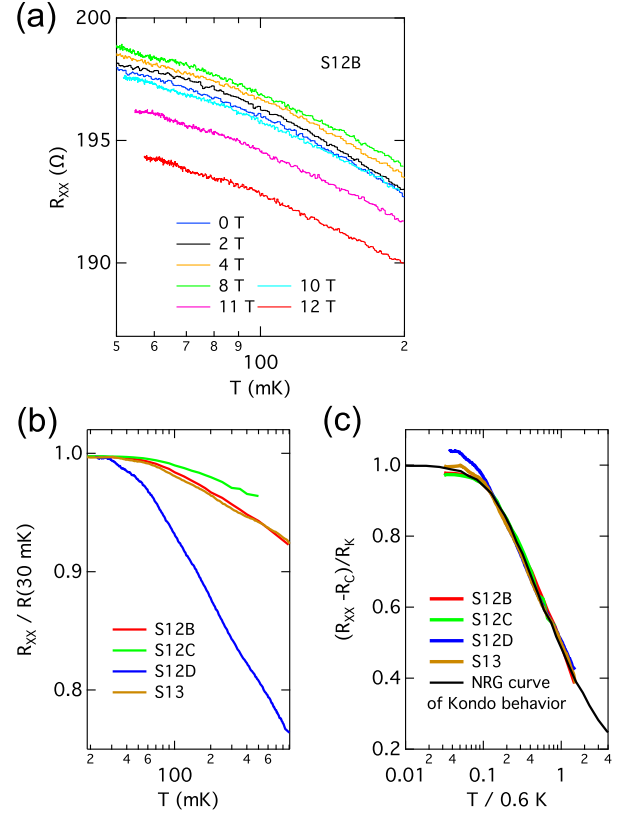 (a)
200
195
190
R_XX (Ω)
S12B
0 T
2 T
4 T
8 T
10 T
11 T
12 T
5 6 7 8 9 100 2
T (mK)
(b)
1.0
0.9
0.8
R_XX / R(30 mK)
S12B
S12C
S12D
S13
2 4 6 100 2 4 6
T (mK)
(c)
1.0
0.8
0.6
0.4
0.2
(R_XX -R_C)/R_K
S12B
S12C
S12D
S13
NRG curve
of Kondo behavior
0.01 2 4 6 0.1 2 4 6 1 2 4
T / 0.6 K